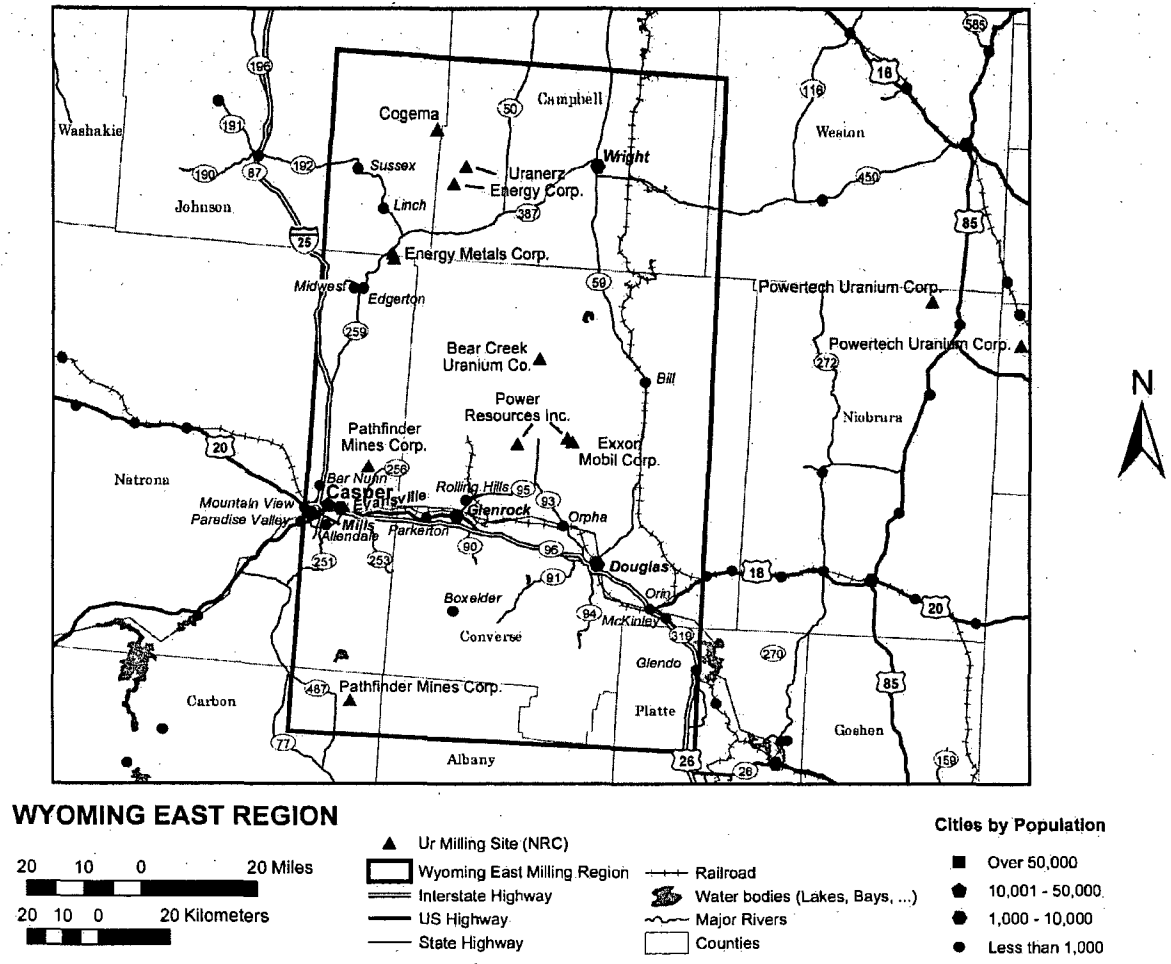 585
196
16
Campbell
50
116
Cogema
Washakie
191
Weston
Wright
192
Sussex
190
87
Uranerz
Energy Corp.
450
Johnson
Linch
387
85
25
Energy Metals Corp.
Midwest
Edgerton
59
Powertech Uranium Corp.
259
Bear Creek
Uranium Co.
Powertech Uranium Corp.
272
Bill
N
Power
Resources Inc.
Niobrara
Pathfinder
Mines Corp.
20
Exxon
Mobil Corp.
256
Natrona
Bar Nunn
Casper
Rolling Hills
95
93
Mountain View
Evansville
Glenrock
Paradise Valley
Mills
Parkerton
Orpha
Allendale
251
253
90
96
Douglas
18
91
Boxelder
Orin
20
94
McKinley
Converse
319
270
Glendo
487
Pathfinder Mines Corp.
85
Carbon
Platte
Goshen
77
Albany
26
26
159
WYOMING EAST REGION
20 10 0 20 Miles
20 10 0 20 Kilometers
Ur Milling Site (NRC)
Wyoming East Milling Region
Interstate Highway
US Highway
State Highway
Railroad
Water bodies (Lakes, Bays, ...)
Major Rivers
Counties
Cities by Population
Over 50,000
10,001 - 50,000
1,000 - 10,000
Less than 1,000